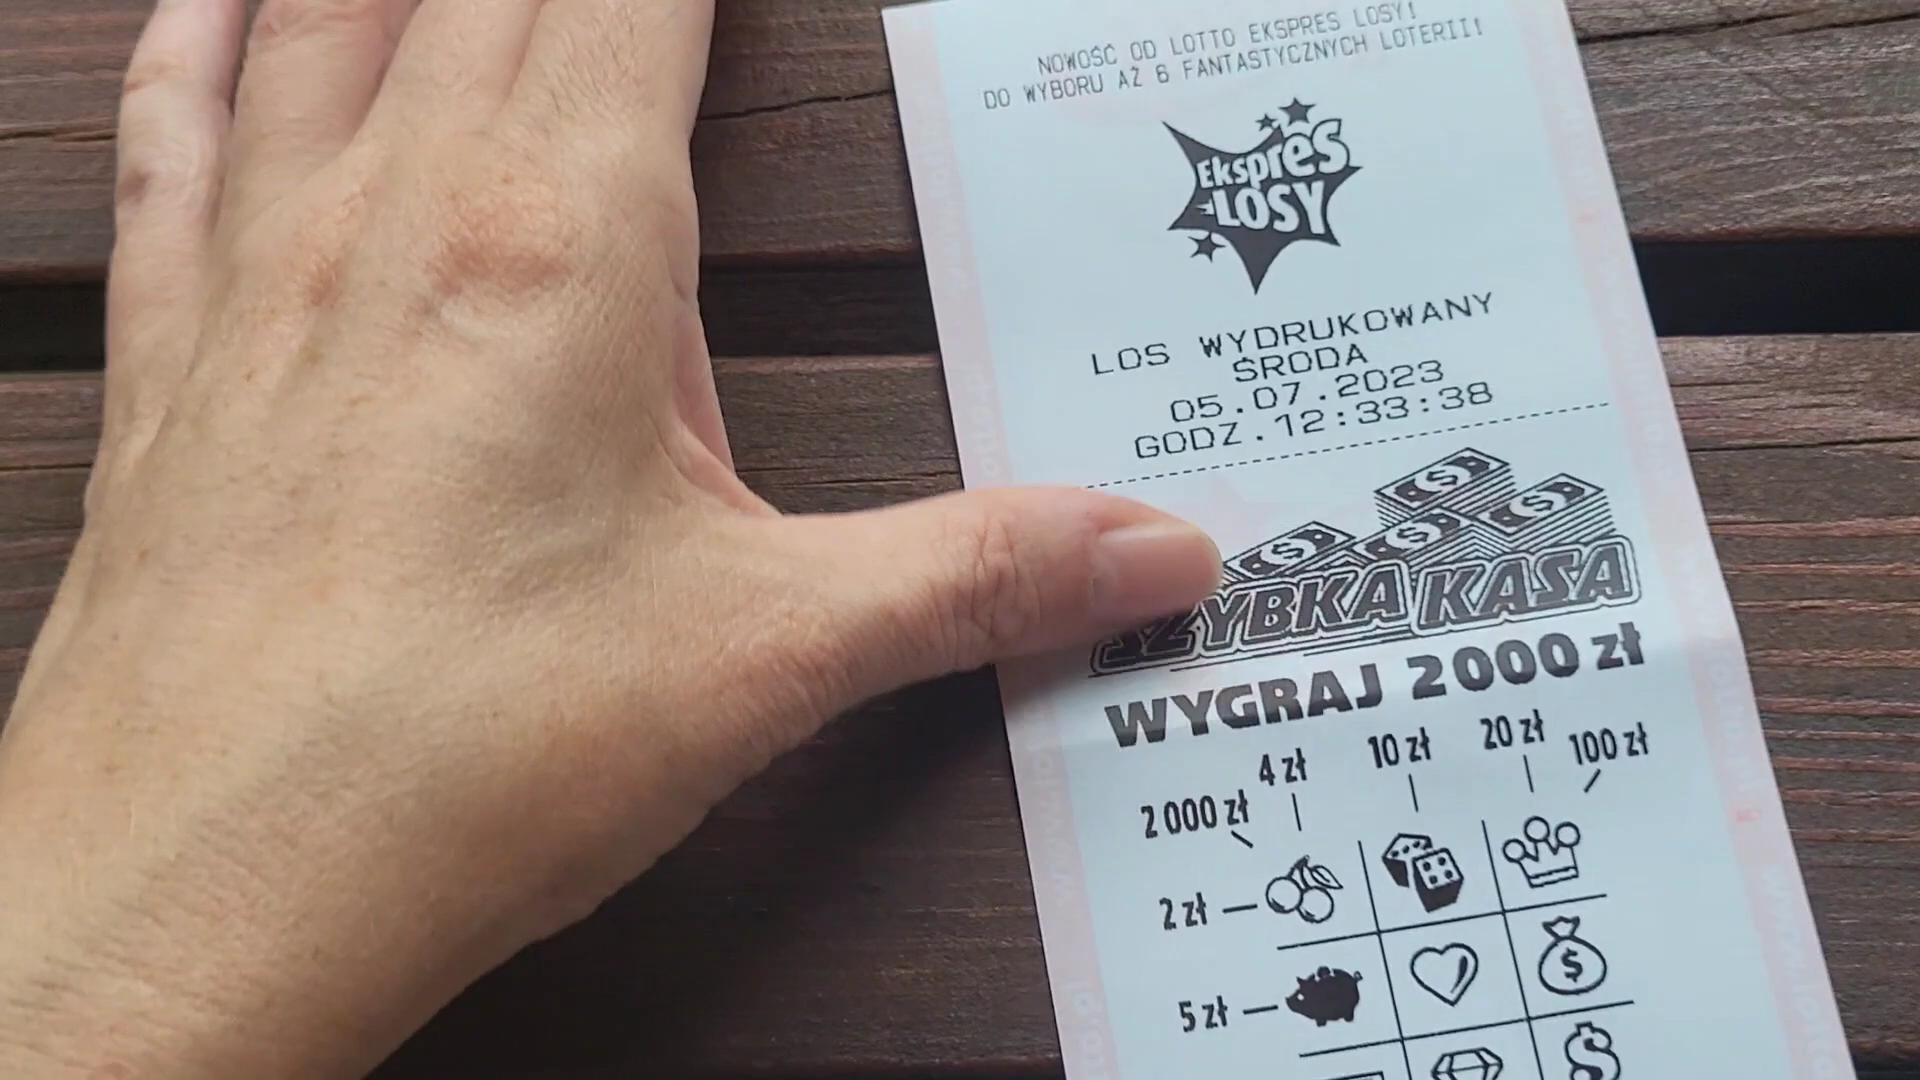 NOWOŚĆ OD LOTTO EKSPRES LOSY!
DO WYBORU AŻ 6 FANTASTYCZNYCH LOTERII!
EkspRes
LOSY
LOS WYDRUKOWANY
ŚRODA
05.07.2023
GODZ.12:33:38
SZYBKA KASA
WYGRAJ 2000 zł
2000 zł 4 zł 10 zł 20 zł 100 zł
2 zł
5 zł